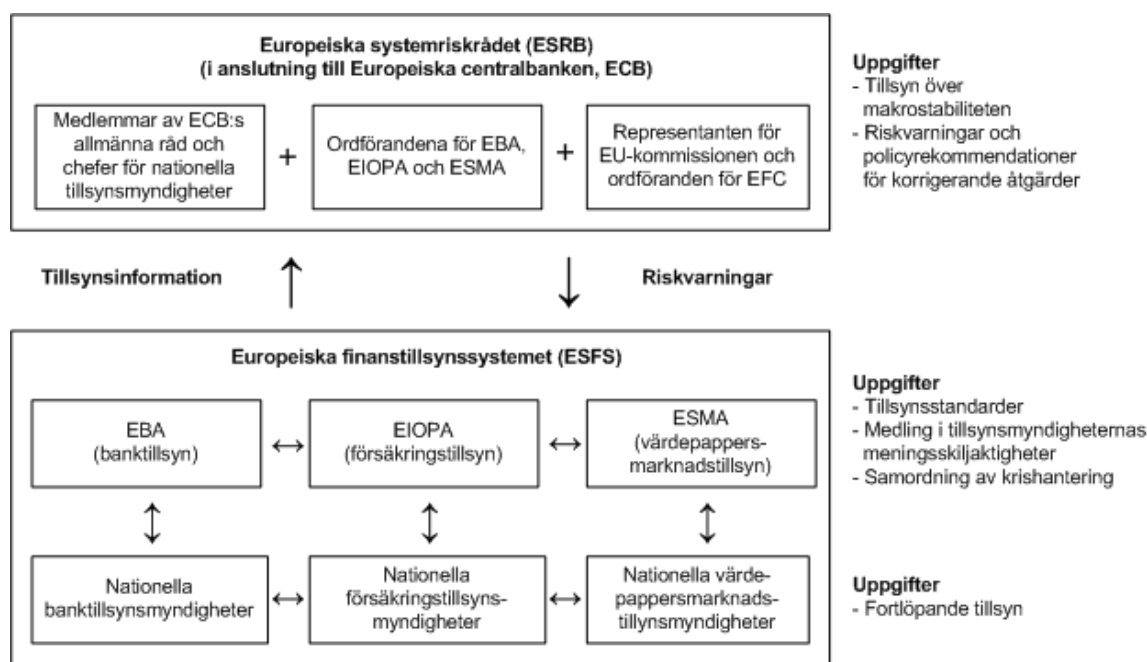 Europeiska systemriskrådet (ESRB)
(i anslutning till Europeiska centralbanken, ECB)
Medlemmar av ECB:s
allmänna råd och
chefer för nationella
tillsynsmyndigheter
+
Ordförandena för EBA,
EIOPA och ESMA
+
Representanten för
EU-kommissionen och
ordföranden för EFC
Uppgifter
- Tillsyn över
makrostabiliteten
- Riskvarningar och
policyrekommendationer
för korrigerande åtgärder
Tillsynsinformation
Riskvarningar
Europeiska finanstillsynssystemet (ESFS)
EBA
(banktillsyn)
EIOPA
(försäkringstillsyn)
ESMA
(värdepappers-
marknadstillsyn)
Uppgifter
- Tillsynsstandarder
- Medling i tillsynsmyndigheternas
meningsskiljaktigheter
- Samordning av krishantering
Nationella
banktillsynsmyndigheter
Nationella
försäkringstillsyns-
myndigheter
Nationella värde-
pappersmarknads-
tillynsmyndigheter
Uppgifter
- Fortlöpande tillsyn